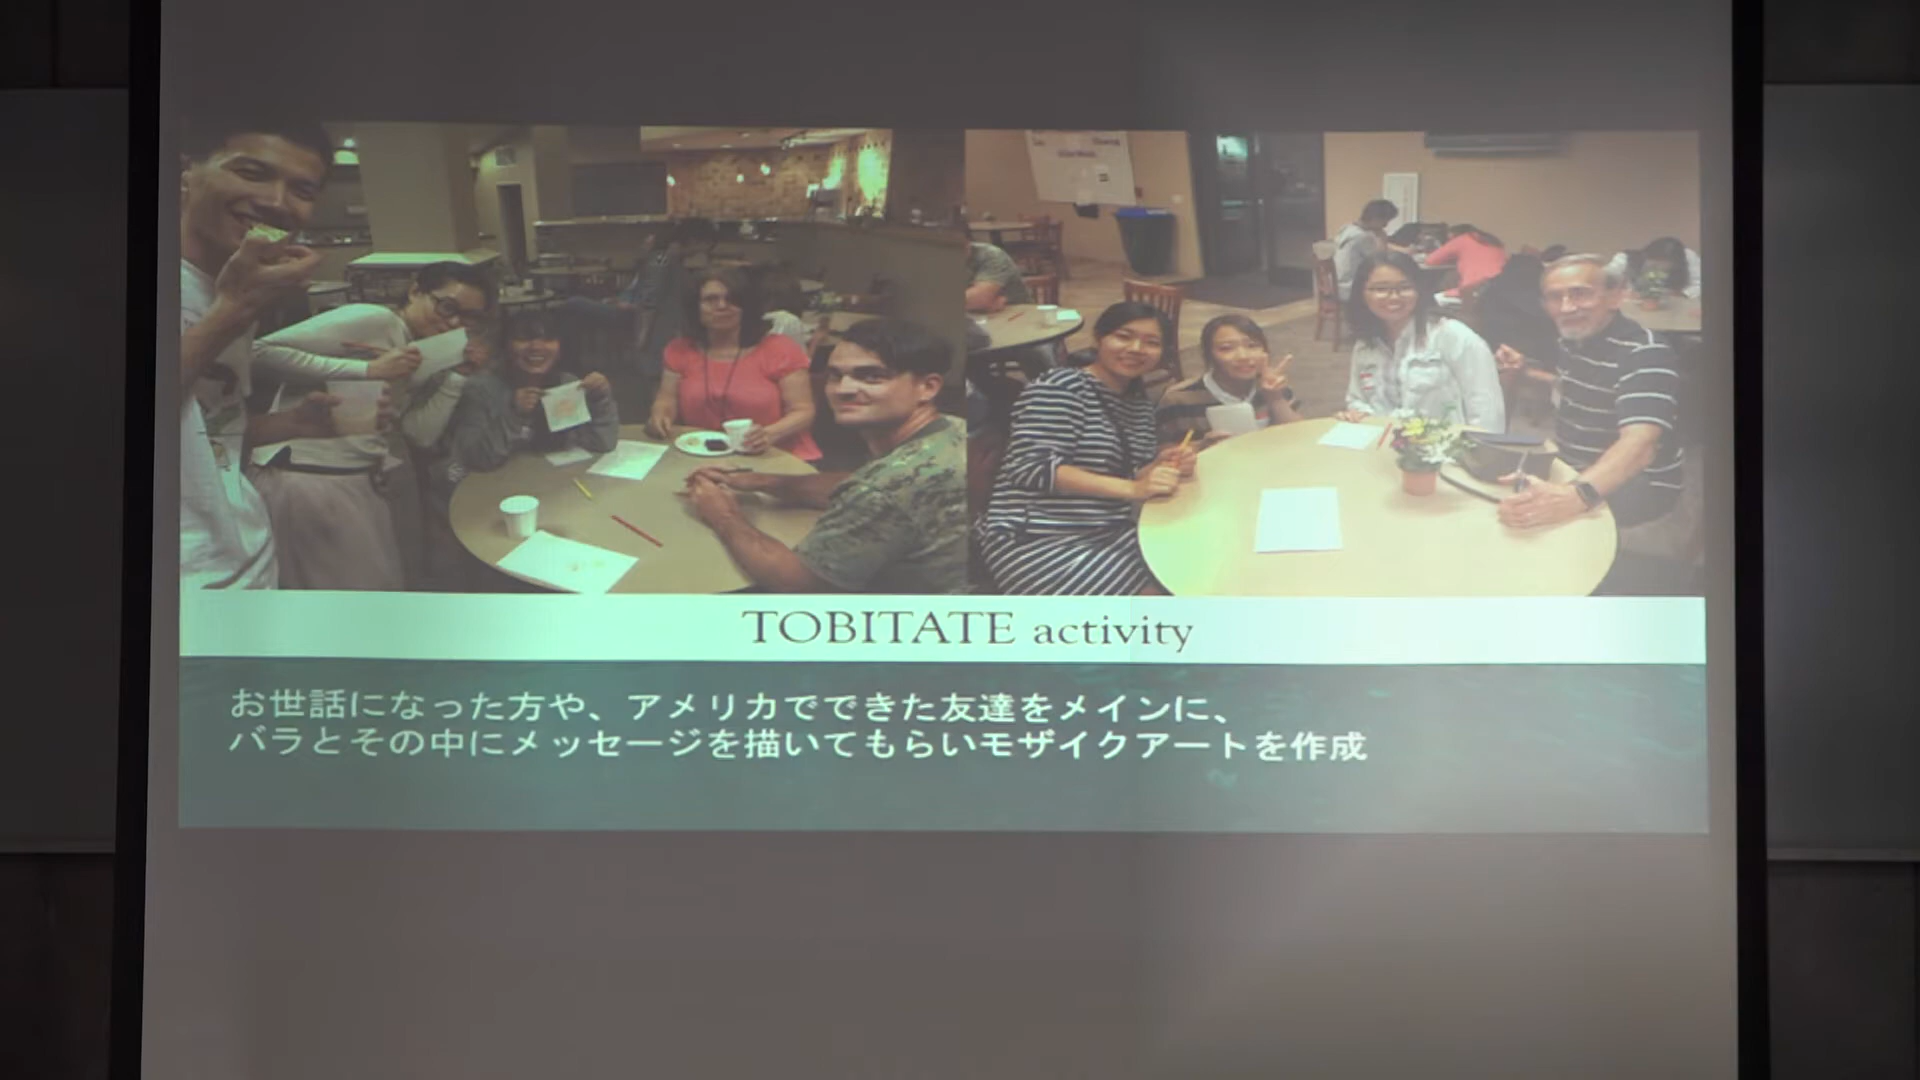 TOBITATE activity
お世話になった方や、アメリカでできた友達をメインに、
バラとその中にメッセージを描いてもらいモザイクアートを作成